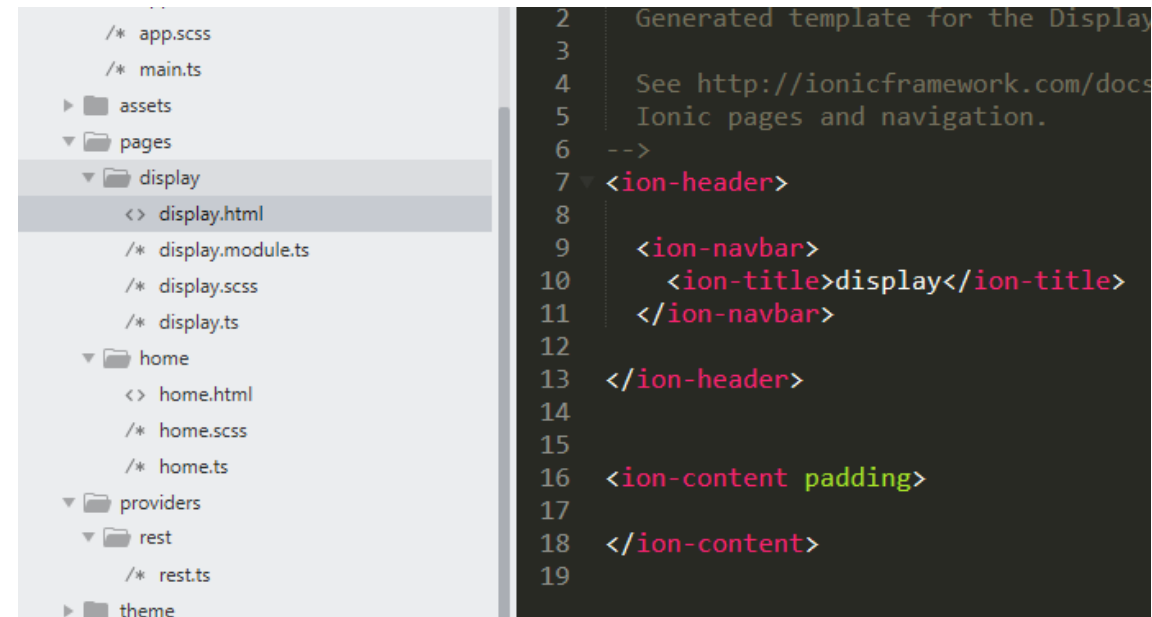 /* app.scss
/* main.ts
assets
pages
display
<> display.html
/* display.module.ts
/* display.scss
/* display.ts
home
<> home.html
/* home.scss
/* home.ts
providers
rest
/* rest.ts
theme
2 Generated template for the Display
3
4 See http://ionicframework.com/docs
5 Ionic pages and navigation.
6 -->
7 <ion-header>
8
9 <ion-navbar>
10 <ion-title>display</ion-title>
11 </ion-navbar>
12
13 </ion-header>
14
15
16 <ion-content padding>
17
18 </ion-content>
19